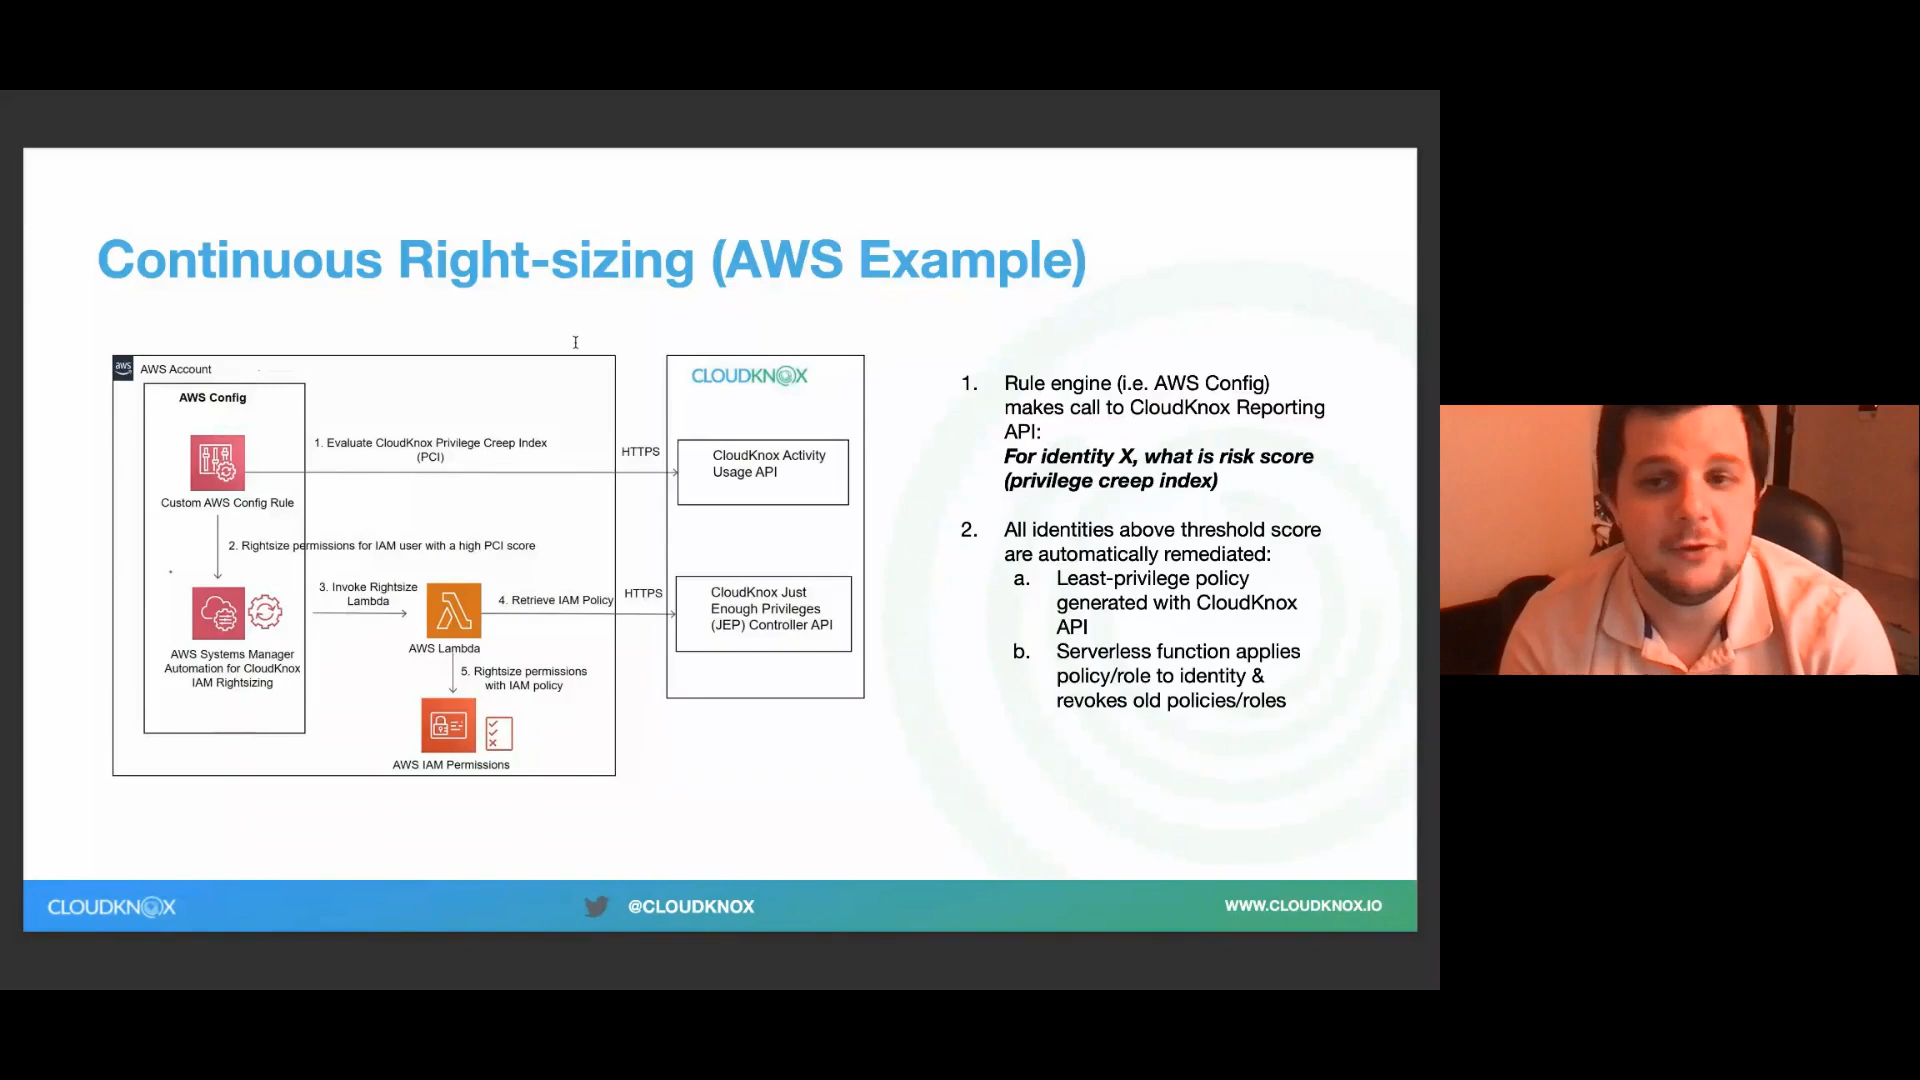 Continuous Right-sizing (AWS Example)
aws
AWS Account
AWS Config
Custom AWS Config Rule
1. Evaluate CloudKnox Privilege Creep Index
(PCI)
HTTPS
CLOUDKNOX
CloudKnox Activity
Usage API
2. Rightsize permissions for IAM user with a high PCI score
3. Invoke Rightsize
Lambda
AWS Systems Manager
Automation for CloudKnox
IAM Rightsizing
AWS Lambda
4. Retrieve IAM Policy
HTTPS
CloudKnox Just
Enough Privileges
(JEP) Controller API
5. Rightsize permissions
with IAM policy
AWS IAM Permissions
1. Rule engine (i.e. AWS Config)
makes call to CloudKnox Reporting
API:
For identity X, what is risk score
(privilege creep index)
2. All identities above threshold score
are automatically remediated:
a. Least-privilege policy
generated with CloudKnox
API
b. Serverless function applies
policy/role to identity &
revokes old policies/roles
CLOUDKNOX
@CLOUDKNOX
WWW.CLOUDKNOX.IO